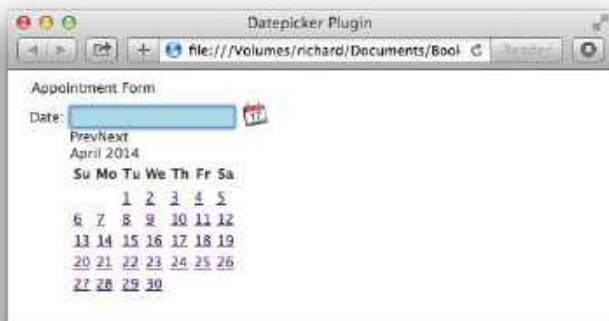 Datepicker Plugin
file:///Volumes/richard/Documents/Bool Reader
Appointment Form
Date: 17
PrevNext
April 2014
Su Mo Tu We Th Fr Sa
1 2 3 4 5
6 7 8 9 10 11 12
13 14 15 16 17 18 19
20 21 22 23 24 25 26
27 28 29 30